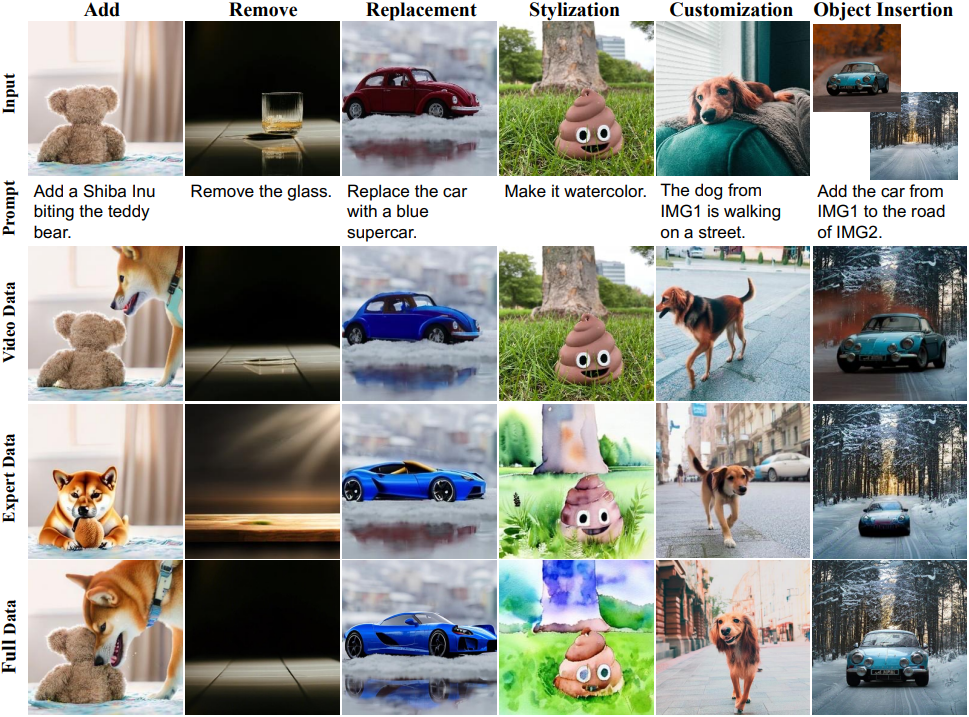 Add Remove Replacement Stylization Customization Object Insertion
Input
Prompt
Add a Shiba Inu
biting the teddy
bear.
Remove the glass.
Replace the car
with a blue
supercar.
Make it watercolor.
The dog from
IMG1 is walking
on a street.
Add the car from
IMG1 to the road
of IMG2.
Video Data
Expert Data
Full Data